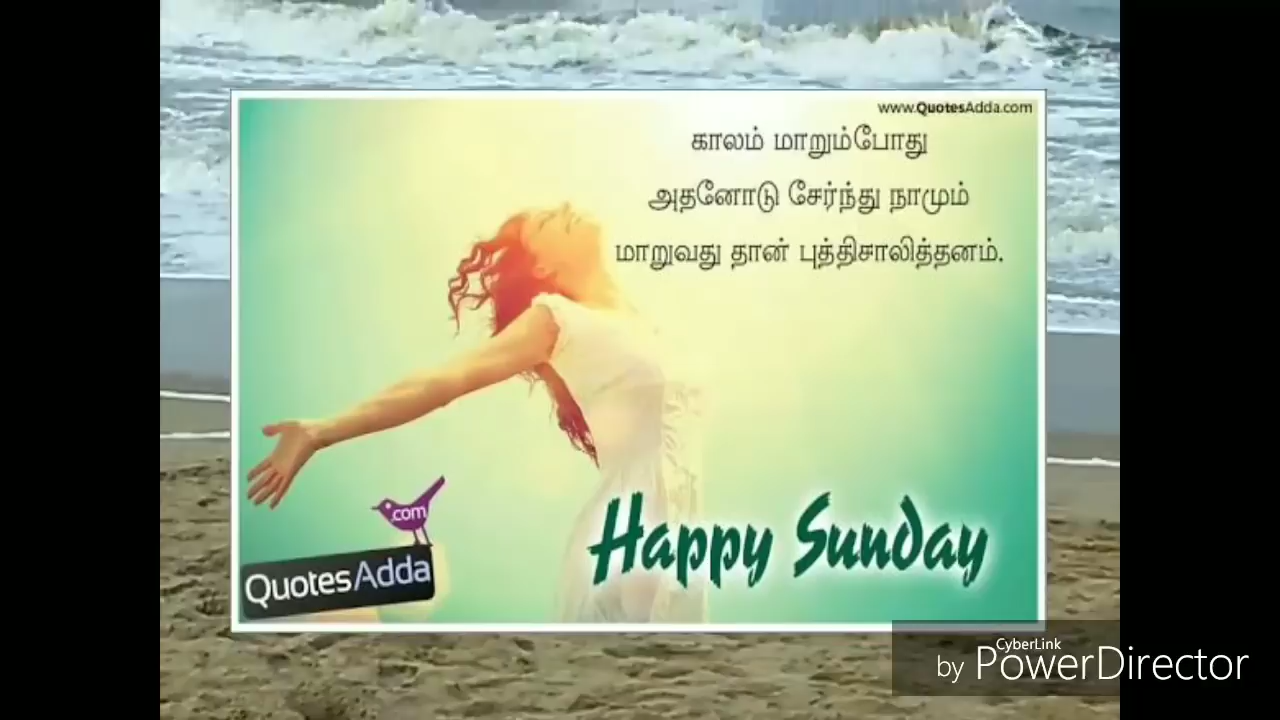 www.QuotesAdda.com
காலம் மாறும்போது
அதனோடு சேர்ந்து நாமும்
மாறுவது தான் புத்திசாலித்தனம்.
Happy Sunday
.com
QuotesAdda
CyberLink
by PowerDirector